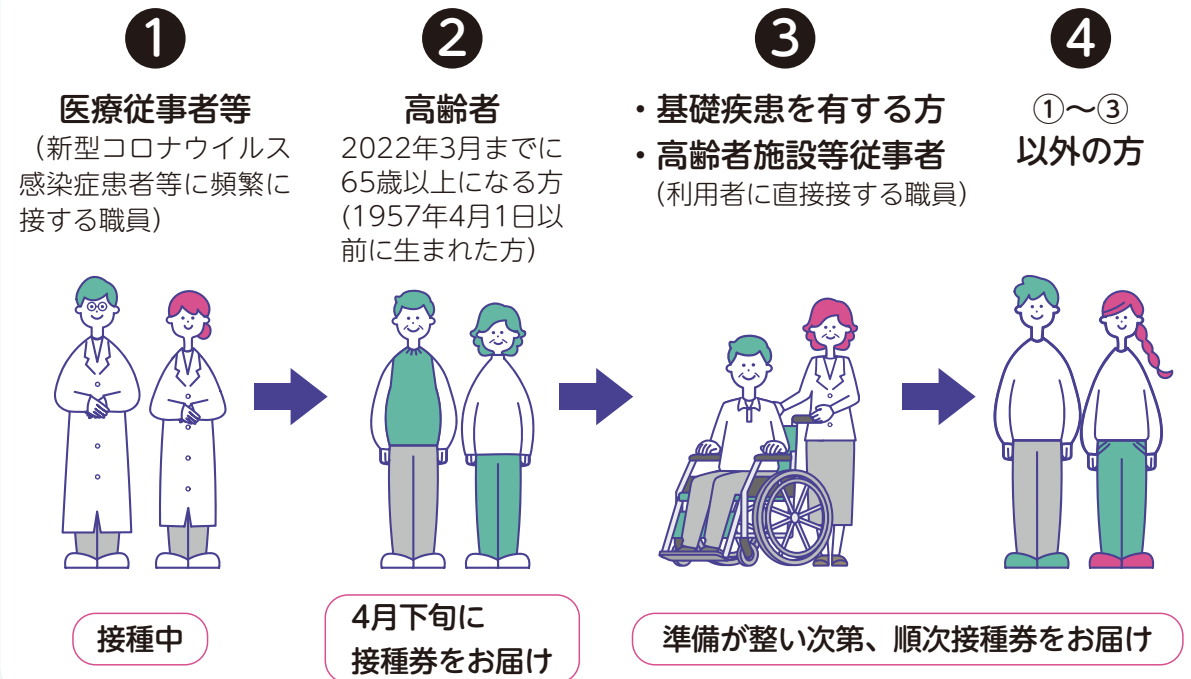 ❶
医療従事者等
（新型コロナウイルス
感染症患者等に頻繁に
接する職員）
接種中
❷
高齢者
2022年3月までに
65歳以上になる方
(1957年4月1日以
前に生まれた方)
4月下旬に
接種券をお届け
❸
・基礎疾患を有する方
・高齢者施設等従事者
（利用者に直接接する職員）
❹
①〜③
以外の方
準備が整い次第、順次接種券をお届け